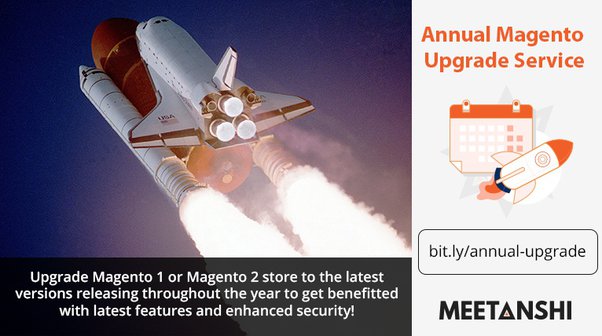 Annual Magento
Upgrade Service
bit.ly/annual-upgrade
MEETANSHI
Upgrade Magento 1 or Magento 2 store to the latest
versions releasing throughout the year to get benefitted
with latest features and enhanced security!
USA